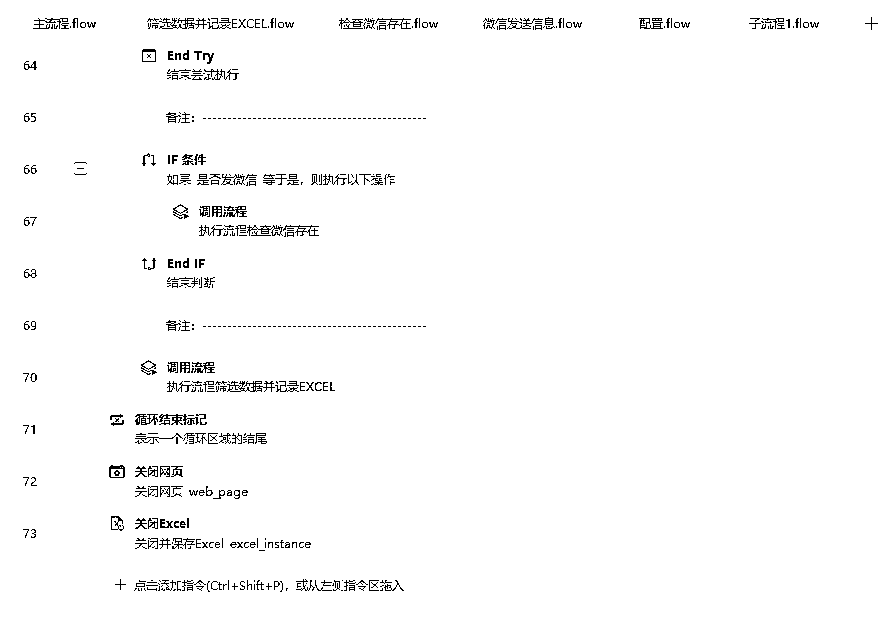 主流程.flow 筛选数据并记录EXCEL.flow 检查微信存在.flow 微信发送信息.flow 配置.flow 子流程1.flow
64 End Try
结束尝试执行
65 备注: ---------------------------------------------
66 IF 条件
如果 是否发微信 等于是，则执行以下操作
67 调用流程
执行流程检查微信存在
68 End IF
结束判断
69 备注: ---------------------------------------------
70 调用流程
执行流程筛选数据并记录EXCEL
71 循环结束标记
表示一个循环区域的结尾
72 关闭网页
关闭网页 web_page
73 关闭Excel
关闭并保存Excel excel_instance
点击添加指令(Ctrl+Shift+P)，或从左侧指令区拖入